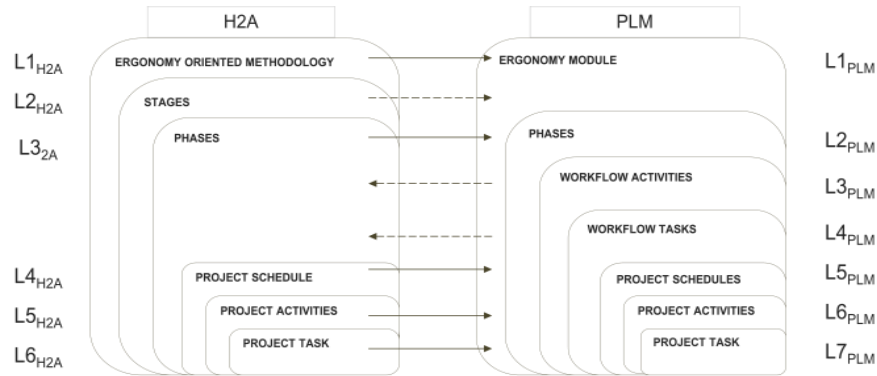 H2A PLM
L1H2A ERGONOMY ORIENTED METHODOLOGY ERGONOMY MODULE L1PLM
L2H2A STAGES
L32A PHASES PHASES L2PLM
WORKFLOW ACTIVITIES L3PLM
WORKFLOW TASKS L4PLM
L4H2A PROJECT SCHEDULE PROJECT SCHEDULES L5PLM
L5H2A PROJECT ACTIVITIES PROJECT ACTIVITIES L6PLM
L6H2A PROJECT TASK PROJECT TASK L7PLM